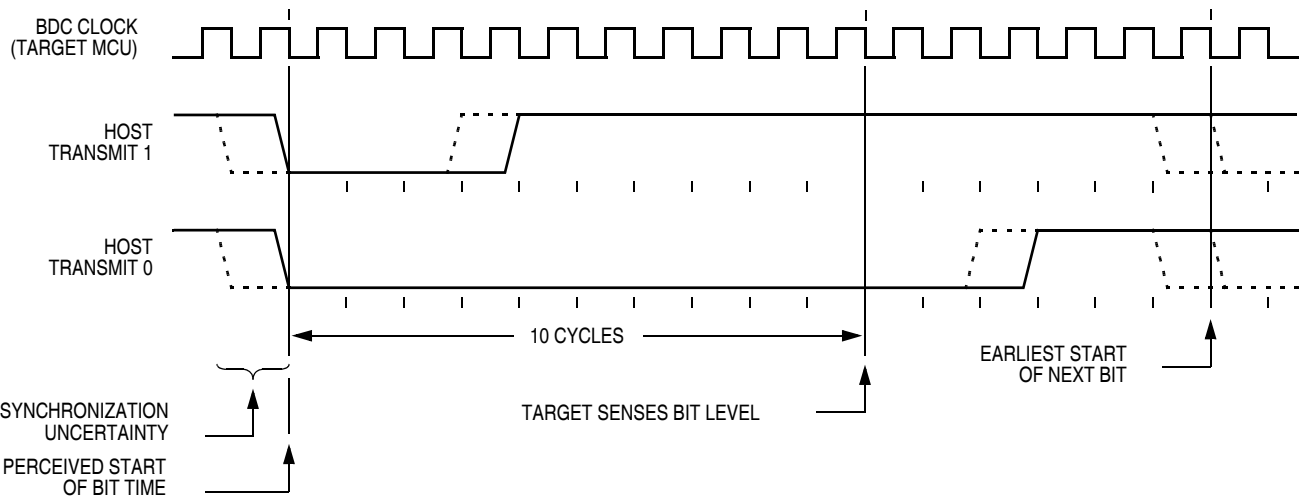 BDC CLOCK
(TARGET MCU)
HOST
TRANSMIT 1
HOST
TRANSMIT 0
10 CYCLES
EARLIEST START
OF NEXT BIT
SYNCHRONIZATION
UNCERTAINTY
TARGET SENSES BIT LEVEL
PERCEIVED START
OF BIT TIME